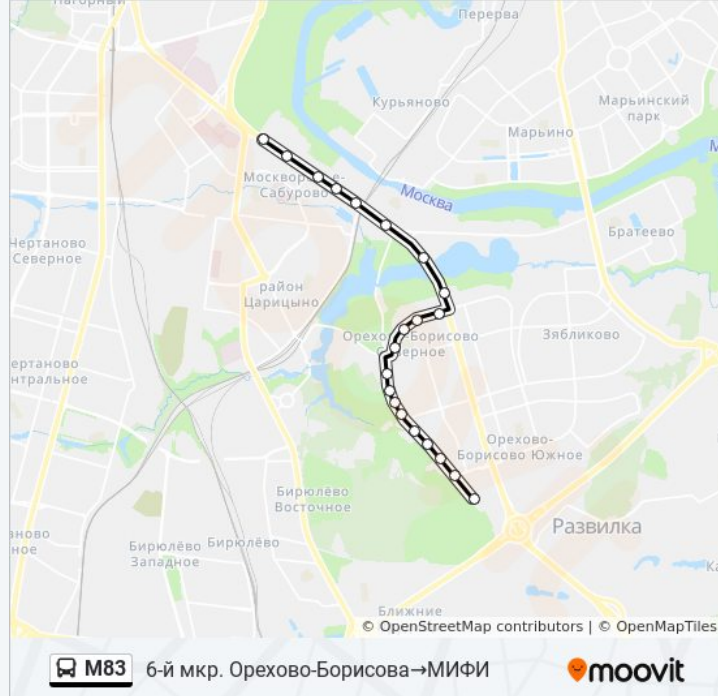 Нагорный
Перерва
Курьяново
Марьинский
парк
Марьино
Москворечье-
Сабурово
Москва
Чертаново
Северное
Братеево
район
Царицыно
Орехово-Борисово
Северное
Зябликово
Чертаново
Центральное
Орехово-
Борисово Южное
Бирюлёво
Восточное
Развилка
Бирюлёво
Западное
Бирюлёво
Ближние
© OpenStreetMap contributors | © OpenMapTiles
M83 6-й мкр. Орехово-Борисова→МИФИ
moovit